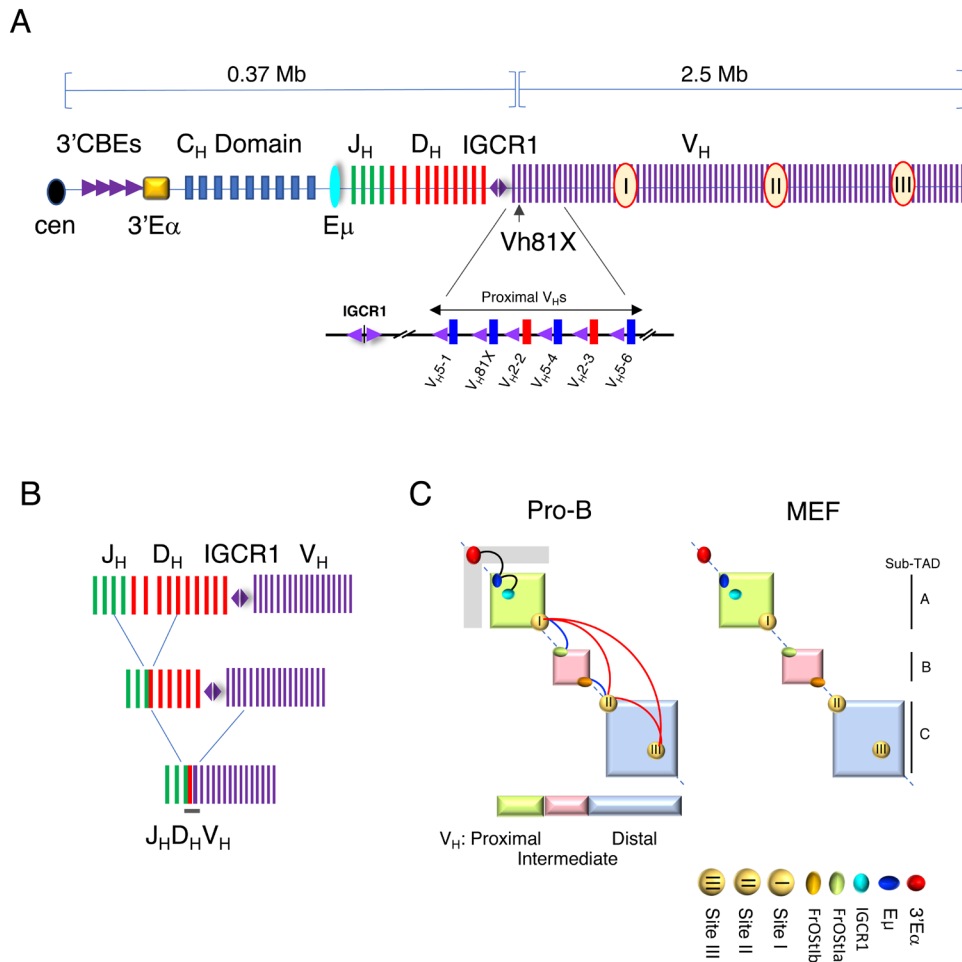 A
0.37 Mb 2.5 Mb
3'CBEs C_H Domain J_H D_H IGCR1 V_H
I II III
cen 3'Eα Eµ Vh81X
Proximal V_Hs
IGCR1
V_H5-1 V_H81X V_H2-2 V_H5-4 V_H2-3 V_H5-6
B
J_H D_H IGCR1 V_H
J_HD_HV_H
C
Pro-B MEF
Sub-TAD
A
I I
B
II II
C
III III
V_H: Proximal Distal
Intermediate
III II I
Site III Site II Site I FrOStIb FrOStIa IGCR1 Eµ 3'Eα